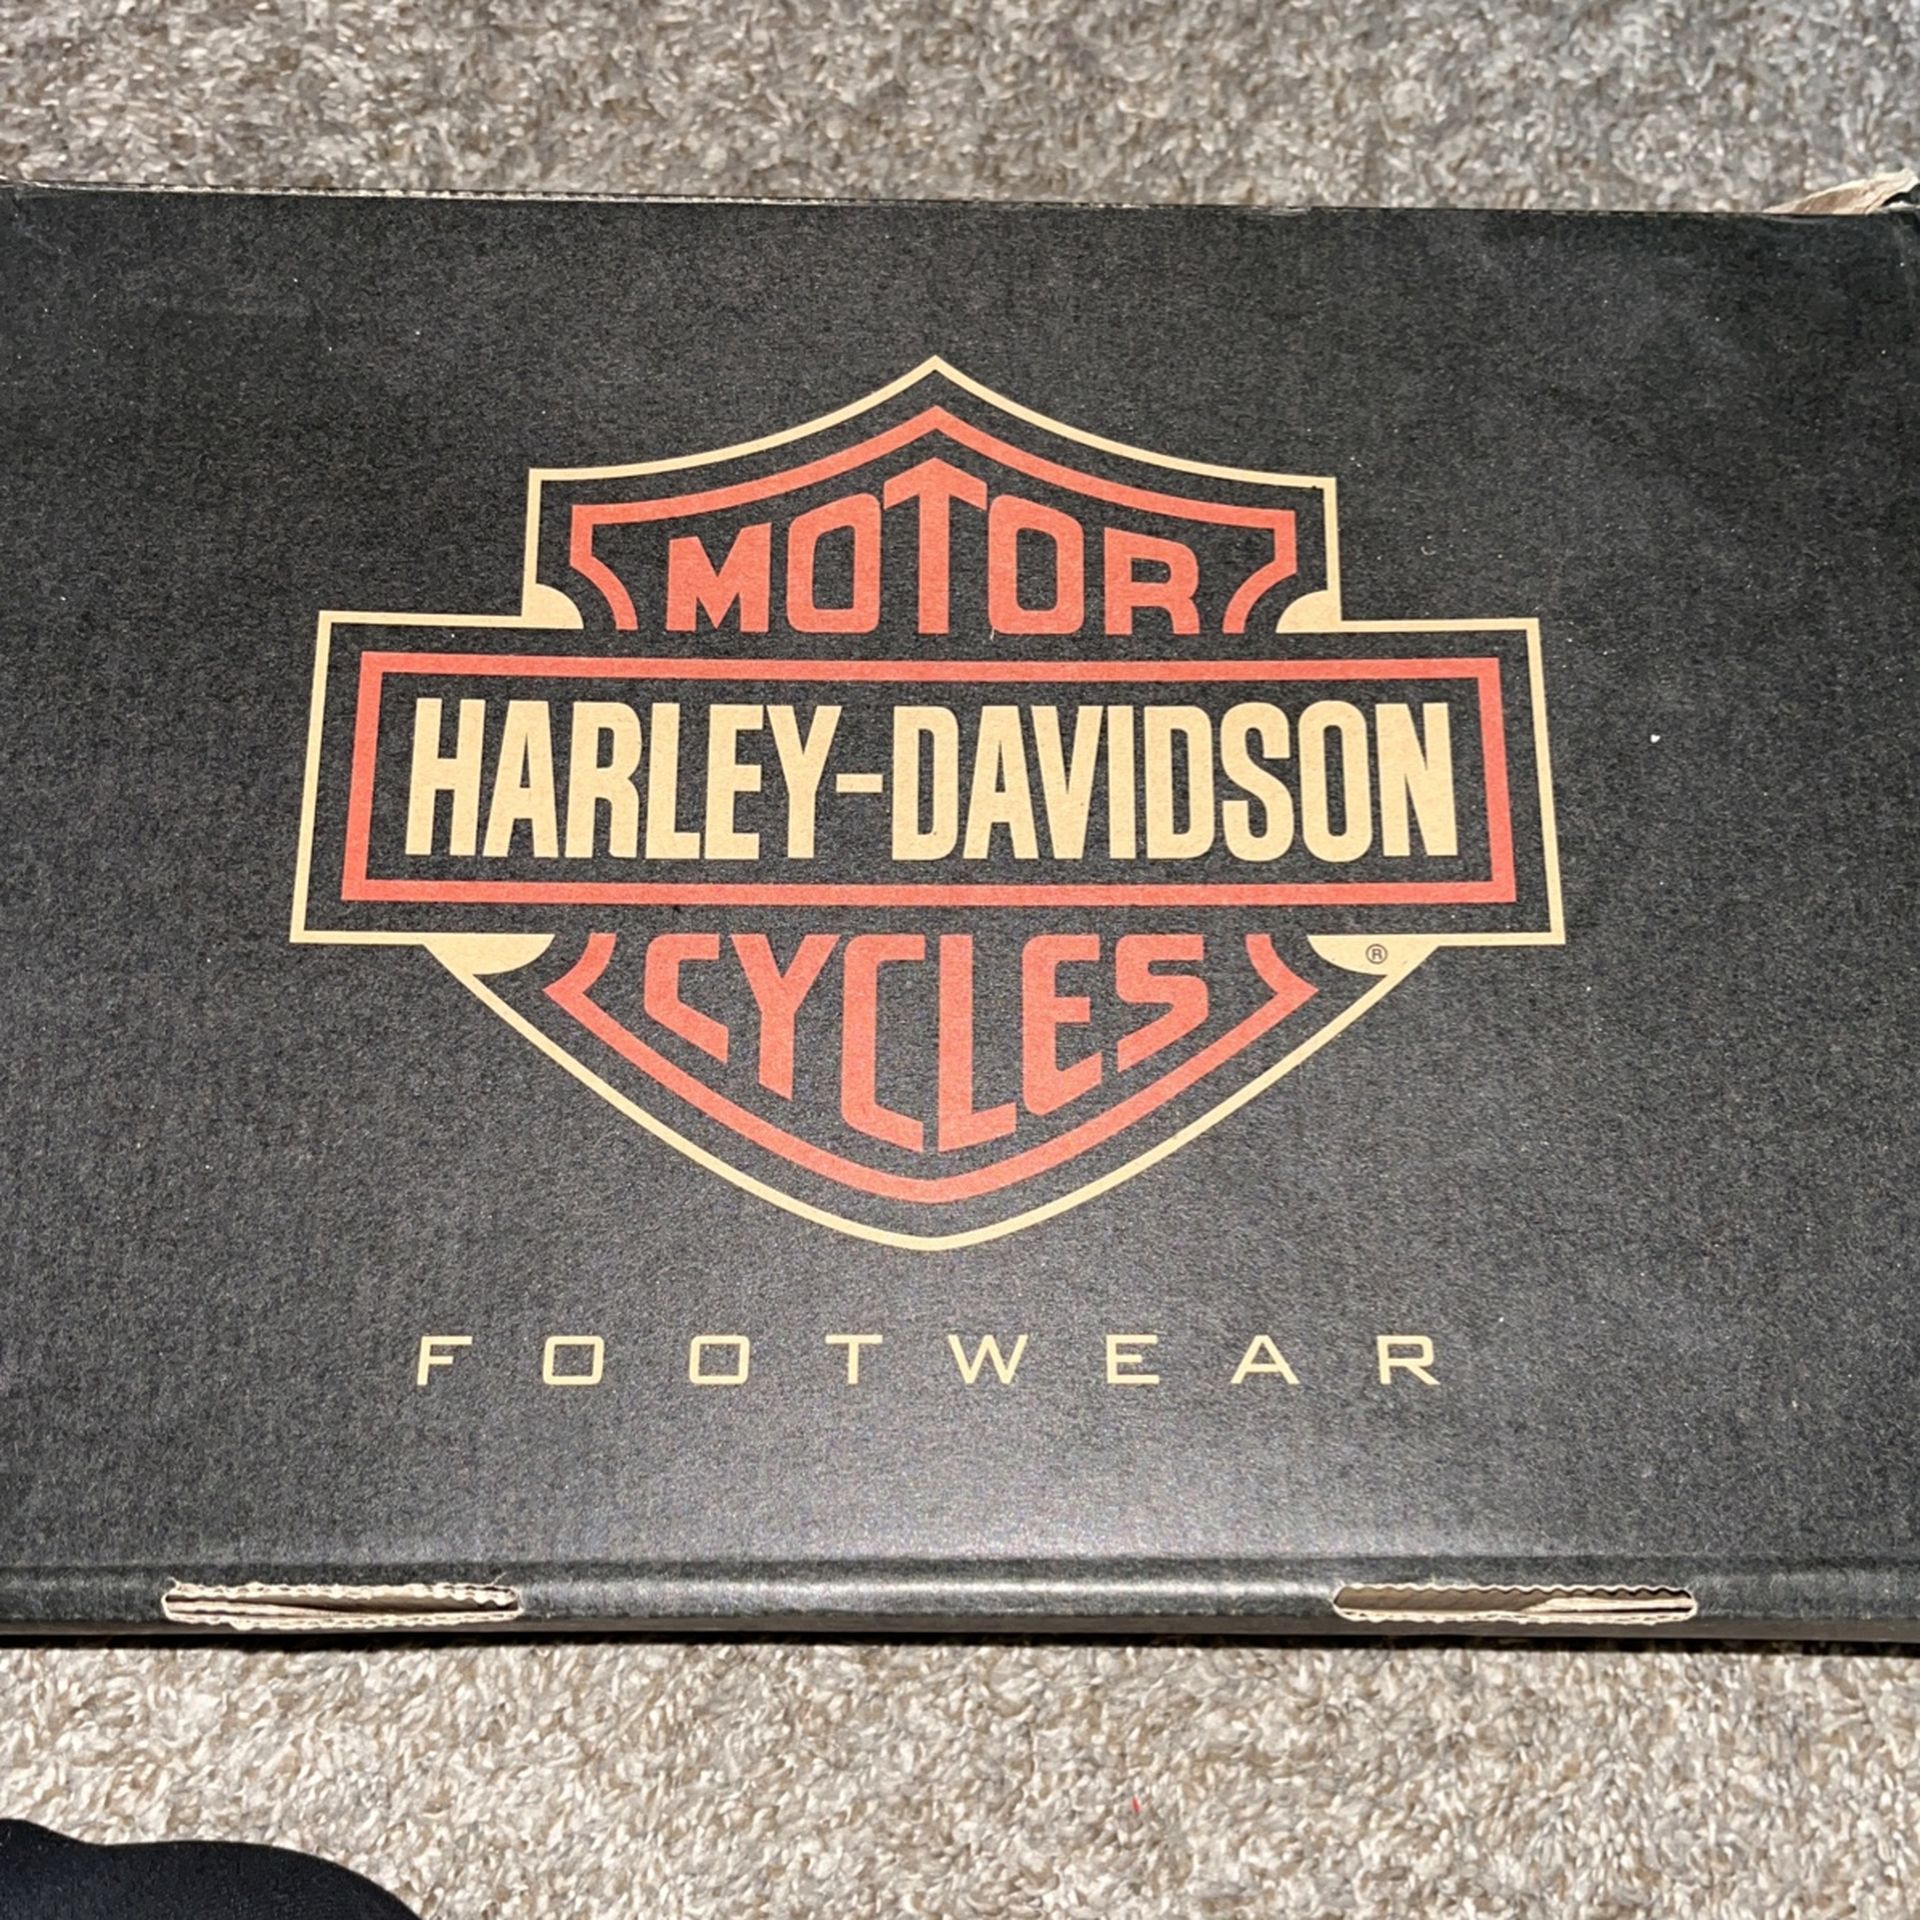 MOTOR
HARLEY-DAVIDSON
CYCLES
®
FOOTWEAR